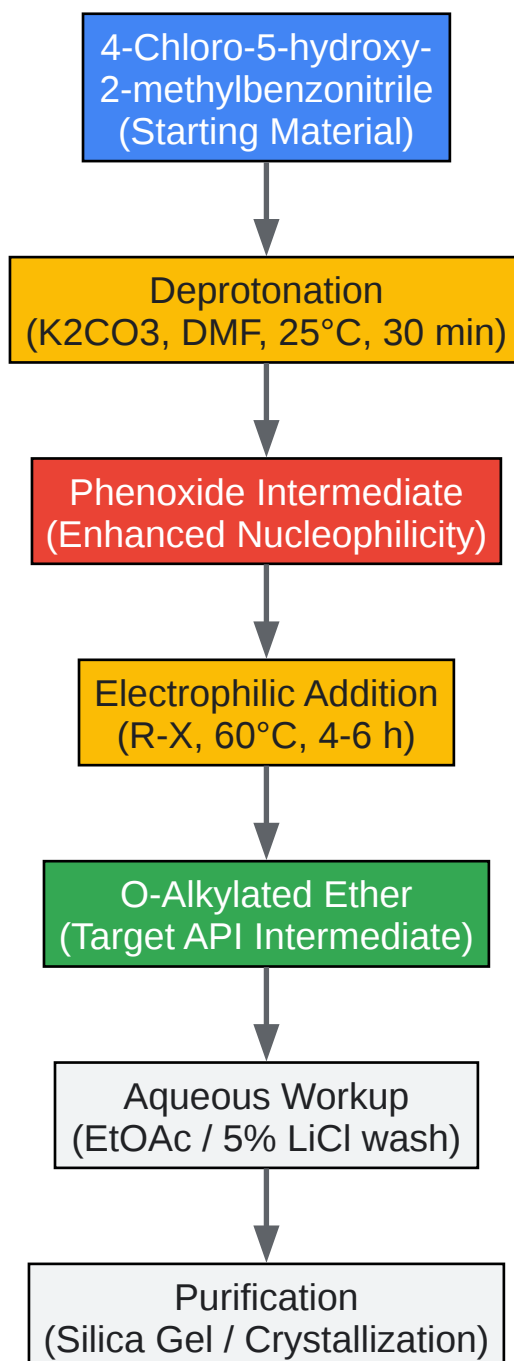 4-Chloro-5-hydroxy-
2-methylbenzonitrile
(Starting Material)
Deprotonation
(K2CO3, DMF, 25°C, 30 min)
Phenoxide Intermediate
(Enhanced Nucleophilicity)
Electrophilic Addition
(R-X, 60°C, 4-6 h)
O-Alkylated Ether
(Target API Intermediate)
Aqueous Workup
(EtOAc / 5% LiCl wash)
Purification
(Silica Gel / Crystallization)